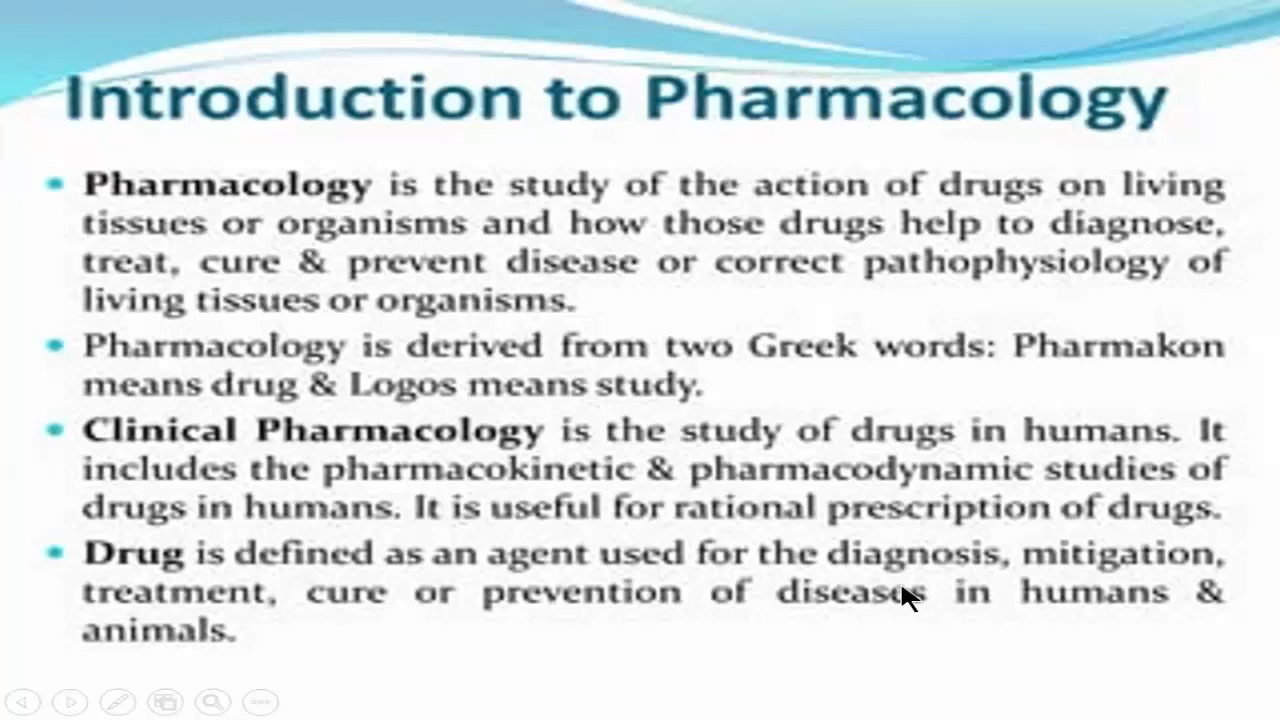 Introduction to Pharmacology
• Pharmacology is the study of the action of drugs on living
tissues or organisms and how those drugs help to diagnose,
treat, cure & prevent disease or correct pathophysiology of
living tissues or organisms.
• Pharmacology is derived from two Greek words: Pharmakon
means drug & Logos means study.
• Clinical Pharmacology is the study of drugs in humans. It
includes the pharmacokinetic & pharmacodynamic studies of
drugs in humans. It is useful for rational prescription of drugs.
• Drug is defined as an agent used for the diagnosis, mitigation,
treatment, cure or prevention of diseases in humans &
animals.